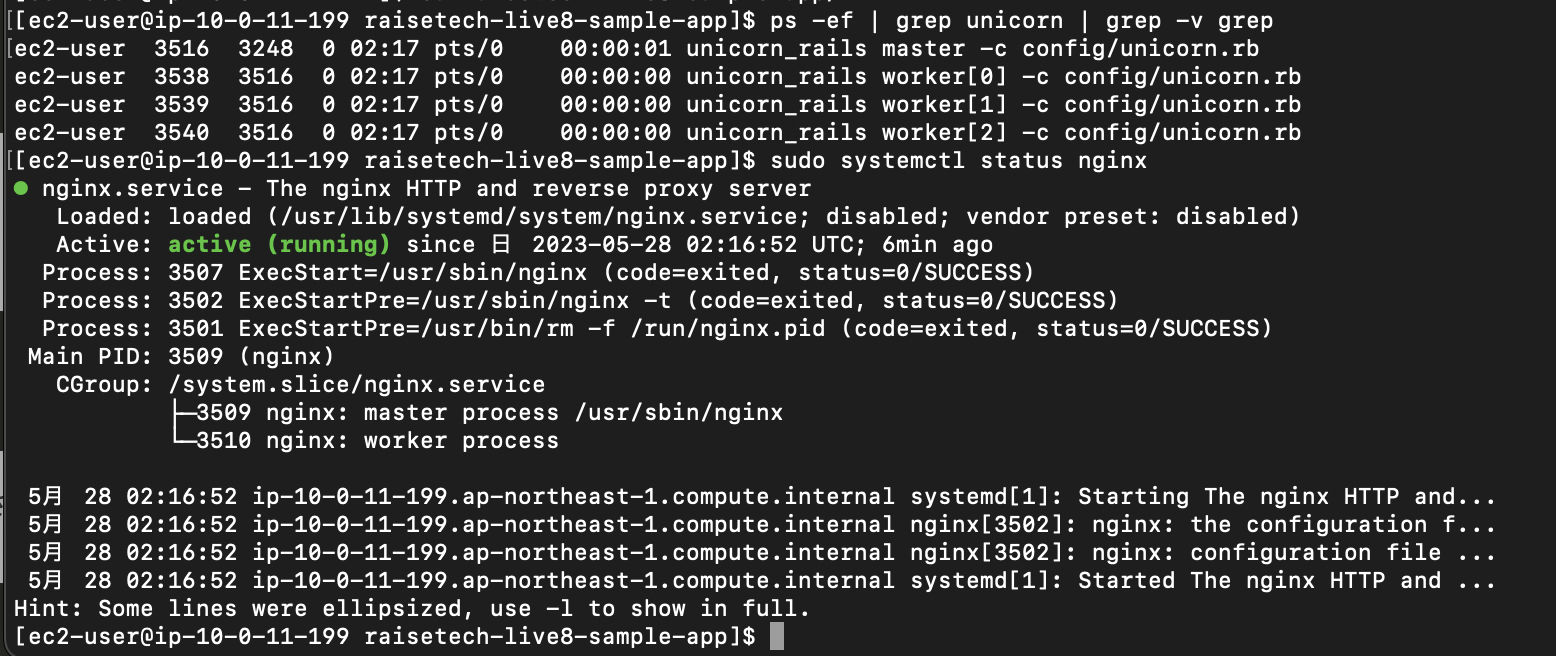 [[ec2-user@ip-10-0-11-199 raisetech-live8-sample-app]$ ps -ef | grep unicorn | grep -v grep
[ec2-user  3516  3248  0 02:17 pts/0    00:00:01 unicorn_rails master -c config/unicorn.rb
ec2-user  3538  3516  0 02:17 pts/0    00:00:00 unicorn_rails worker[0] -c config/unicorn.rb
ec2-user  3539  3516  0 02:17 pts/0    00:00:00 unicorn_rails worker[1] -c config/unicorn.rb
ec2-user  3540  3516  0 02:17 pts/0    00:00:00 unicorn_rails worker[2] -c config/unicorn.rb
[[ec2-user@ip-10-0-11-199 raisetech-live8-sample-app]$ sudo systemctl status nginx
● nginx.service - The nginx HTTP and reverse proxy server
   Loaded: loaded (/usr/lib/systemd/system/nginx.service; disabled; vendor preset: disabled)
   Active: active (running) since 日 2023-05-28 02:16:52 UTC; 6min ago
  Process: 3507 ExecStart=/usr/sbin/nginx (code=exited, status=0/SUCCESS)
  Process: 3502 ExecStartPre=/usr/sbin/nginx -t (code=exited, status=0/SUCCESS)
  Process: 3501 ExecStartPre=/usr/bin/rm -f /run/nginx.pid (code=exited, status=0/SUCCESS)
 Main PID: 3509 (nginx)
   CGroup: /system.slice/nginx.service
           ├─3509 nginx: master process /usr/sbin/nginx
           └─3510 nginx: worker process

 5月 28 02:16:52 ip-10-0-11-199.ap-northeast-1.compute.internal systemd[1]: Starting The nginx HTTP and...
 5月 28 02:16:52 ip-10-0-11-199.ap-northeast-1.compute.internal nginx[3502]: nginx: the configuration f...
 5月 28 02:16:52 ip-10-0-11-199.ap-northeast-1.compute.internal nginx[3502]: nginx: configuration file ...
 5月 28 02:16:52 ip-10-0-11-199.ap-northeast-1.compute.internal systemd[1]: Started The nginx HTTP and ...
Hint: Some lines were ellipsized, use -l to show in full.
[ec2-user@ip-10-0-11-199 raisetech-live8-sample-app]$